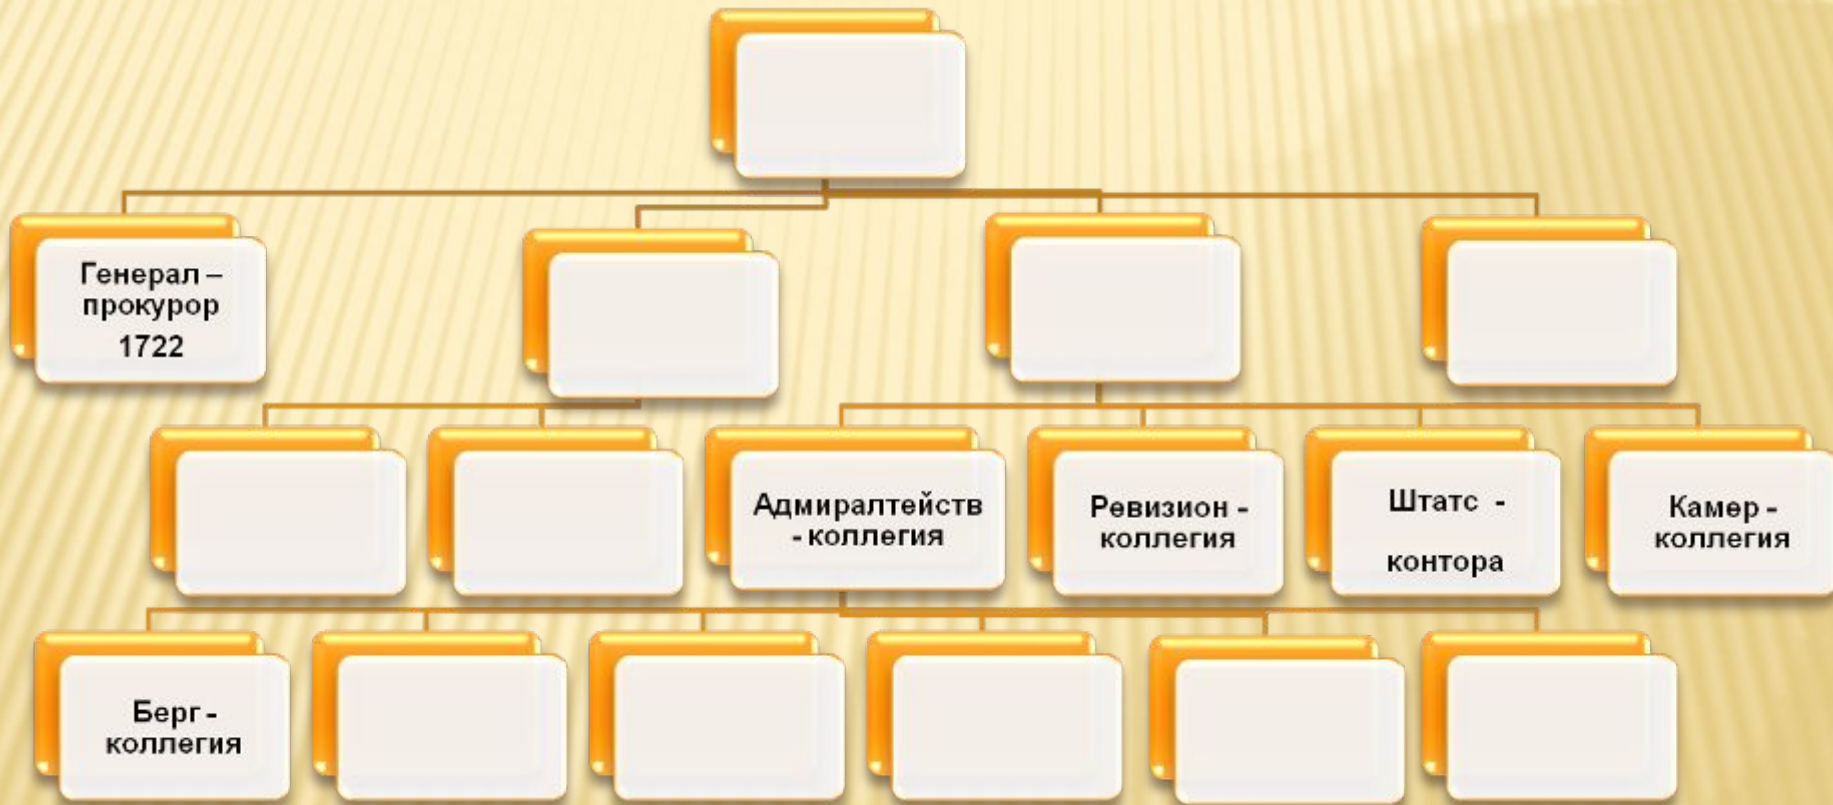 Генерал –
прокурор
1722
Адмиралтейств
- коллегия
Ревизион -
коллегия
Штатс -
контора
Камер -
коллегия
Берг -
коллегия